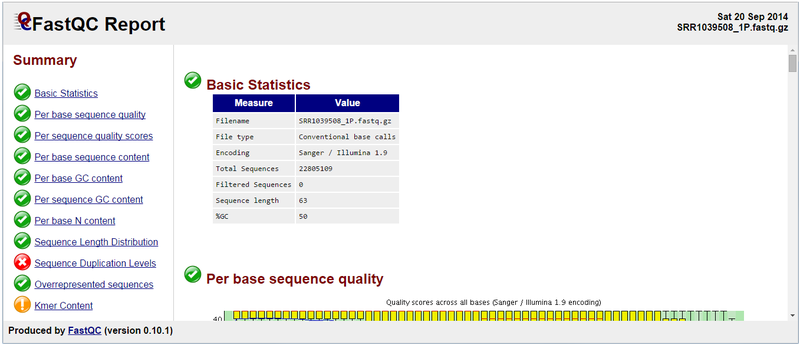 FastQC Report
Sat 20 Sep 2014
SRR1039508_1P.fastq.gz
Summary
Basic Statistics
Per base sequence quality
Per sequence quality scores
Per base sequence content
Per base GC content
Per sequence GC content
Per base N content
Sequence Length Distribution
Sequence Duplication Levels
Overrepresented sequences
Kmer Content
Basic Statistics
Measure Value
Filename SRR1039508_1P.fastq.gz
File type Conventional base calls
Encoding Sanger / Illumina 1.9
Total Sequences 22805109
Filtered Sequences 0
Sequence length 63
%GC 50
Per base sequence quality
Quality scores across all bases (Sanger / Illumina 1.9 encoding)
40
Produced by FastQC (version 0.10.1)